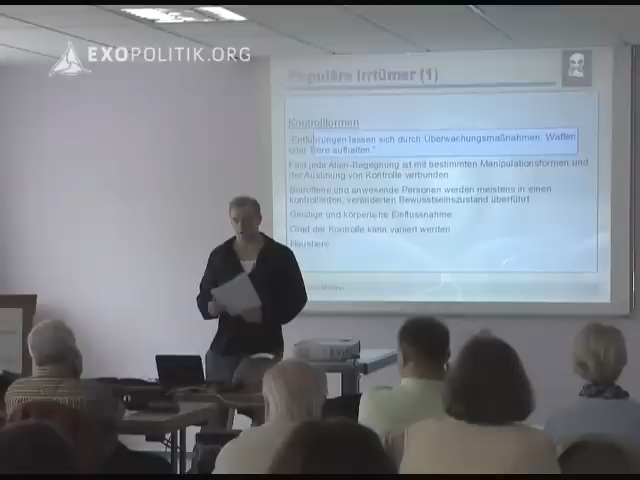 EXOPOLITIK.ORG
Populäre Irrtümer (1)
Kontrollformen
"Entführungen lassen sich durch Überwachungsmaßnahmen, Waffen
oder Tiere aufhalten."
Fast jede Alien-Begegnung ist mit bestimmten Manipulationsformen und
der Ausübung von Kontrolle verbunden
Betroffene und anwesende Personen werden meistens in einen
kontrollierten, veränderten Bewusstseinszustand überführt
Geistige und körperliche Einflussnahme
Grad der Kontrolle kann variiert werden
Haustiere